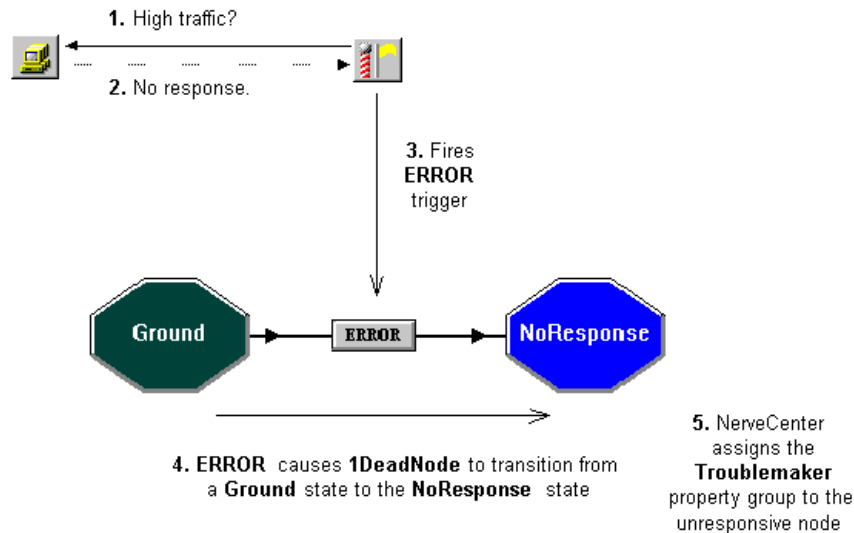 1. High traffic?
2. No response.
3. Fires
ERROR
trigger
Ground
ERROR
NoResponse
4. ERROR causes 1DeadNode to transition from
a Ground state to the NoResponse state
5. NerveCenter
assigns the
Troublemaker
property group to the
unresponsive node